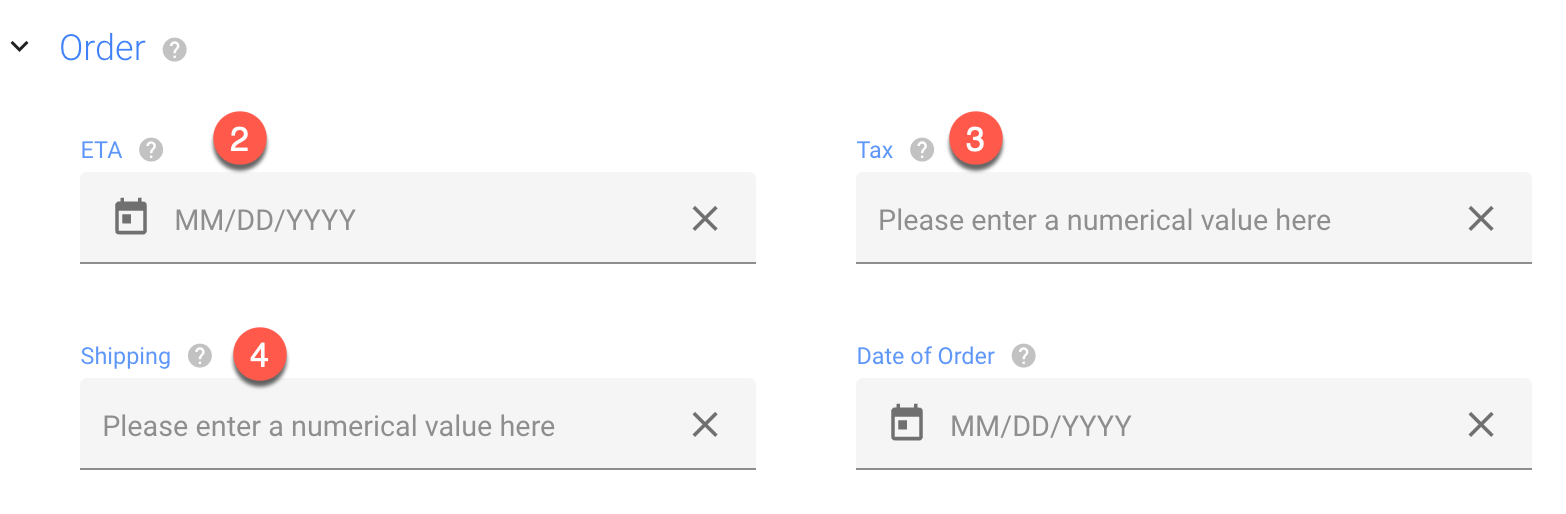 Order ?
ETA ? 2
Tax ? 3
MM/DD/YYYY
Please enter a numerical value here
Shipping ? 4
Date of Order ?
Please enter a numerical value here
MM/DD/YYYY